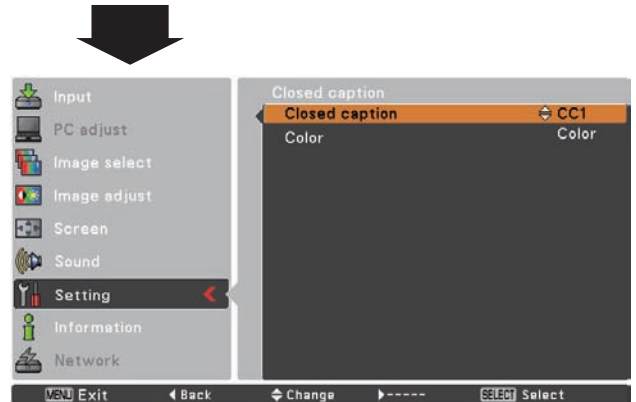 Input
PC adjust
Image select
Image adjust
Screen
Sound
Setting
Information
Network
Closed caption
Closed caption CC1
Color Color
MENU Exit Back Change ----- SELECT Select